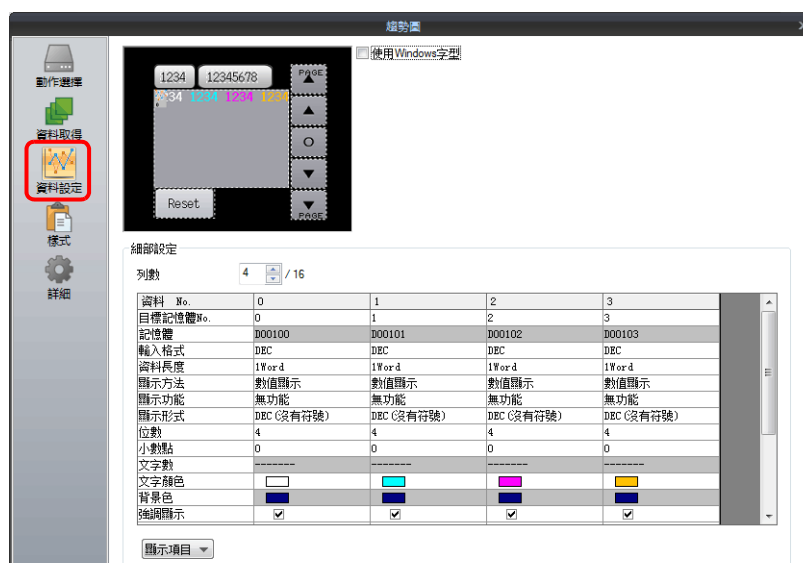 趨勢圖
動作選擇
資料取得
資料設定
樣式
詳細
1234 12345678 PAGE
1234 1234 1234 1234
Reset PAGE
使用Windows字型
細部設定
列數 4 / 16
資料 No. 0 1 2 3
目標記憶體No. 0 1 2 3
記憶體 D00100 D00101 D00102 D00103
輸入格式 DEC DEC DEC DEC
資料長度 1Word 1Word 1Word 1Word
顯示方法 數值顯示 數值顯示 數值顯示 數值顯示
顯示功能 無功能 無功能 無功能 無功能
顯示形式 DEC(沒有符號) DEC(沒有符號) DEC(沒有符號) DEC(沒有符號)
位數 4 4 4 4
小數點 0 0 0 0
文字數 ------- ------- ------- -------
文字顏色
背景色
強調顯示
顯示項目